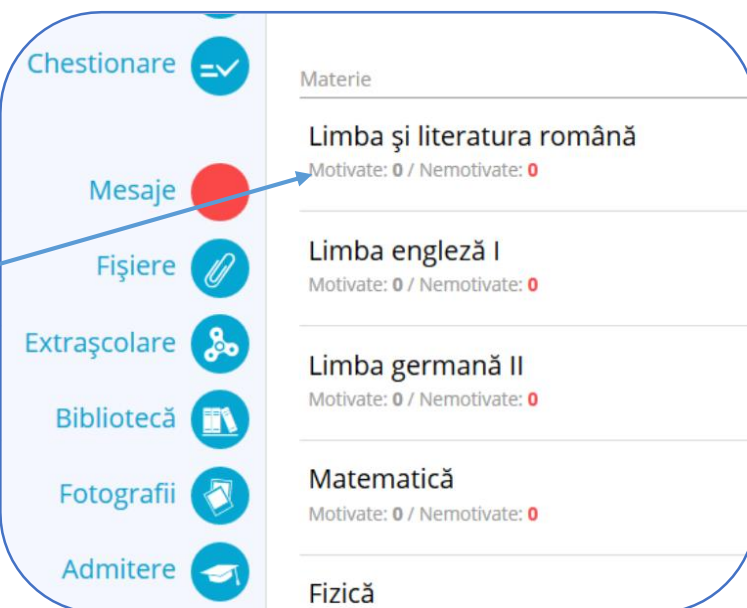 Chestionare
Mesaje
Fişiere
Extraşcolare
Bibliotecă
Fotografii
Admitere
Materie
Limba şi literatura română
Motivate: 0 / Nemotivate: 0
Limba engleză I
Motivate: 0 / Nemotivate: 0
Limba germană II
Motivate: 0 / Nemotivate: 0
Matematică
Motivate: 0 / Nemotivate: 0
Fizică